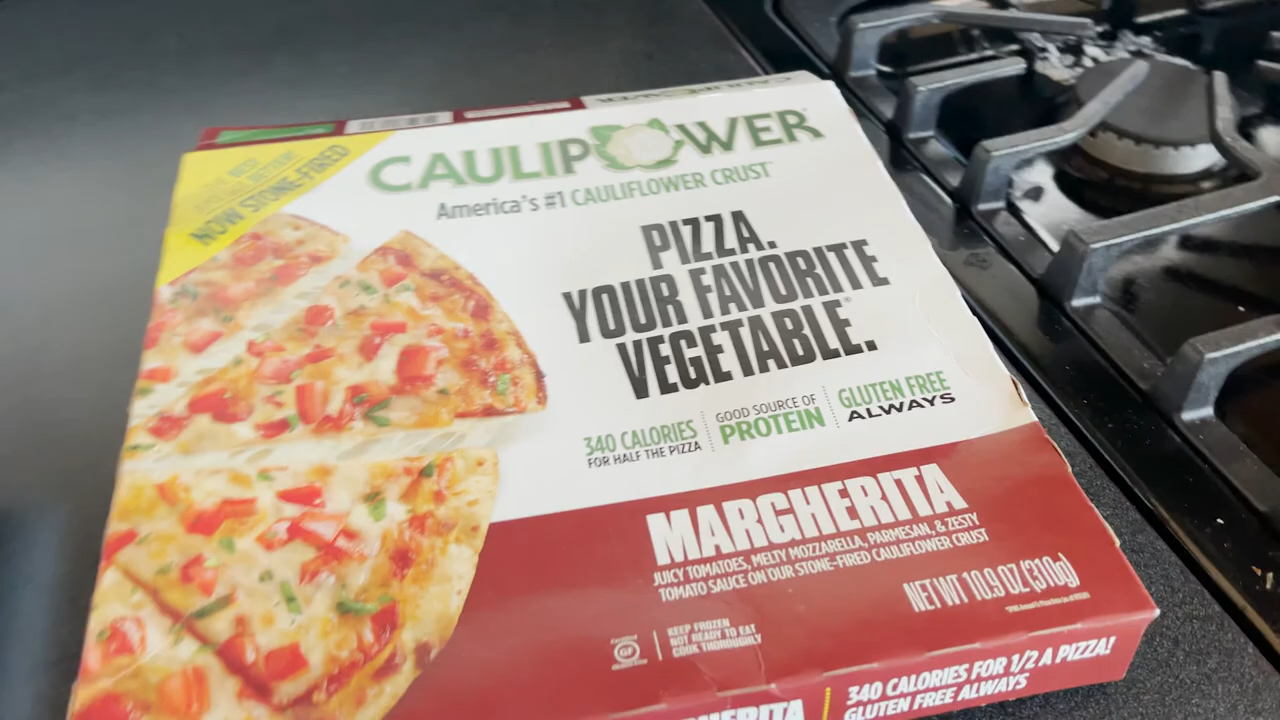 CAULIPOWER
America's #1 CAULIFLOWER CRUST
NOW STONE-FIRED
PIZZA.
YOUR FAVORITE
VEGETABLE.®
340 CALORIES
FOR HALF THE PIZZA
GOOD SOURCE OF
PROTEIN
GLUTEN FREE
ALWAYS
MARGHERITA
JUICY TOMATOES, MELTY MOZZARELLA, PARMESAN, & ZESTY
TOMATO SAUCE ON OUR STONE-FIRED CAULIFLOWER CRUST
NET WT 10.9 OZ (310g)
GF
KEEP FROZEN
NOT READY TO EAT
COOK THOROUGHLY
MARGHERITA
340 CALORIES FOR 1/2 A PIZZA!
GLUTEN FREE ALWAYS